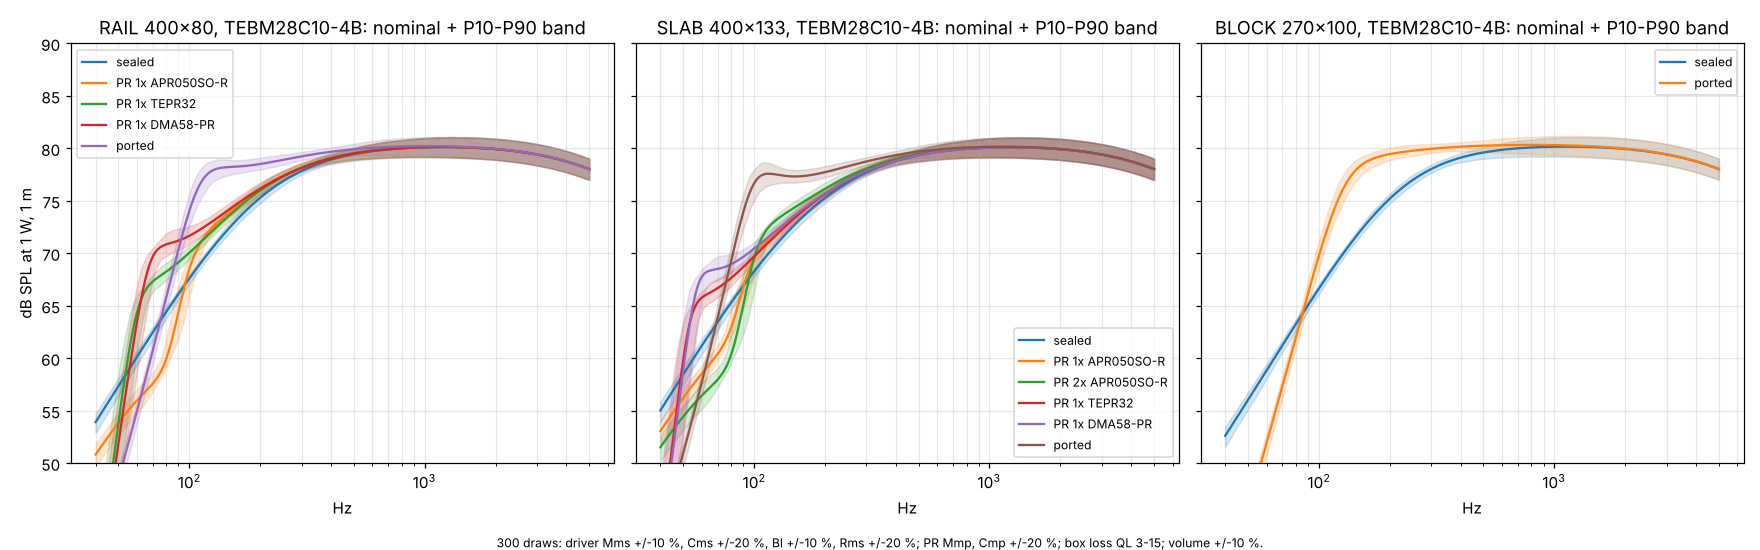 RAIL 400×80, TEBM28C10-4B: nominal + P10-P90 band
SLAB 400×133, TEBM28C10-4B: nominal + P10-P90 band
BLOCK 270×100, TEBM28C10-4B: nominal + P10-P90 band
dB SPL at 1 W, 1 m
90
85
80
75
70
65
60
55
50
sealed
PR 1x APR050SO-R
PR 1x TEPR32
PR 1x DMA58-PR
ported
10²
10³
Hz
sealed
PR 1x APR050SO-R
PR 2x APR050SO-R
PR 1x TEPR32
PR 1x DMA58-PR
ported
10²
10³
Hz
sealed
ported
10²
10³
Hz
300 draws: driver Mms +/-10 %, Cms +/-20 %, Bl +/-10 %, Rms +/-20 %; PR Mmp, Cmp +/-20 %; box loss QL 3-15; volume +/-10 %.